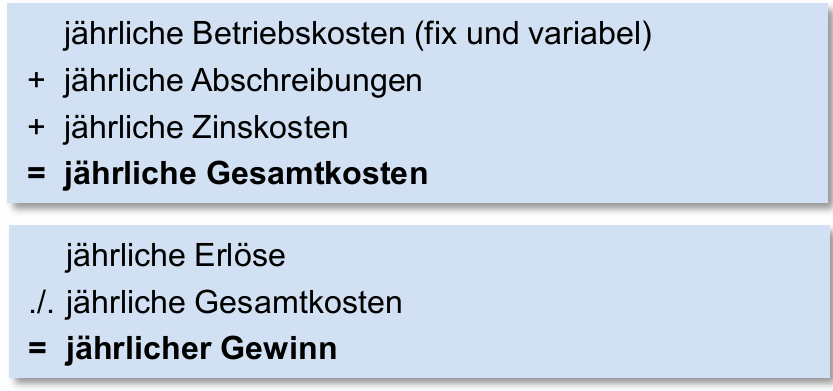 jährliche Betriebskosten (fix und variabel)
+ jährliche Abschreibungen
+ jährliche Zinskosten
= jährliche Gesamtkosten
jährliche Erlöse
./. jährliche Gesamtkosten
= jährlicher Gewinn